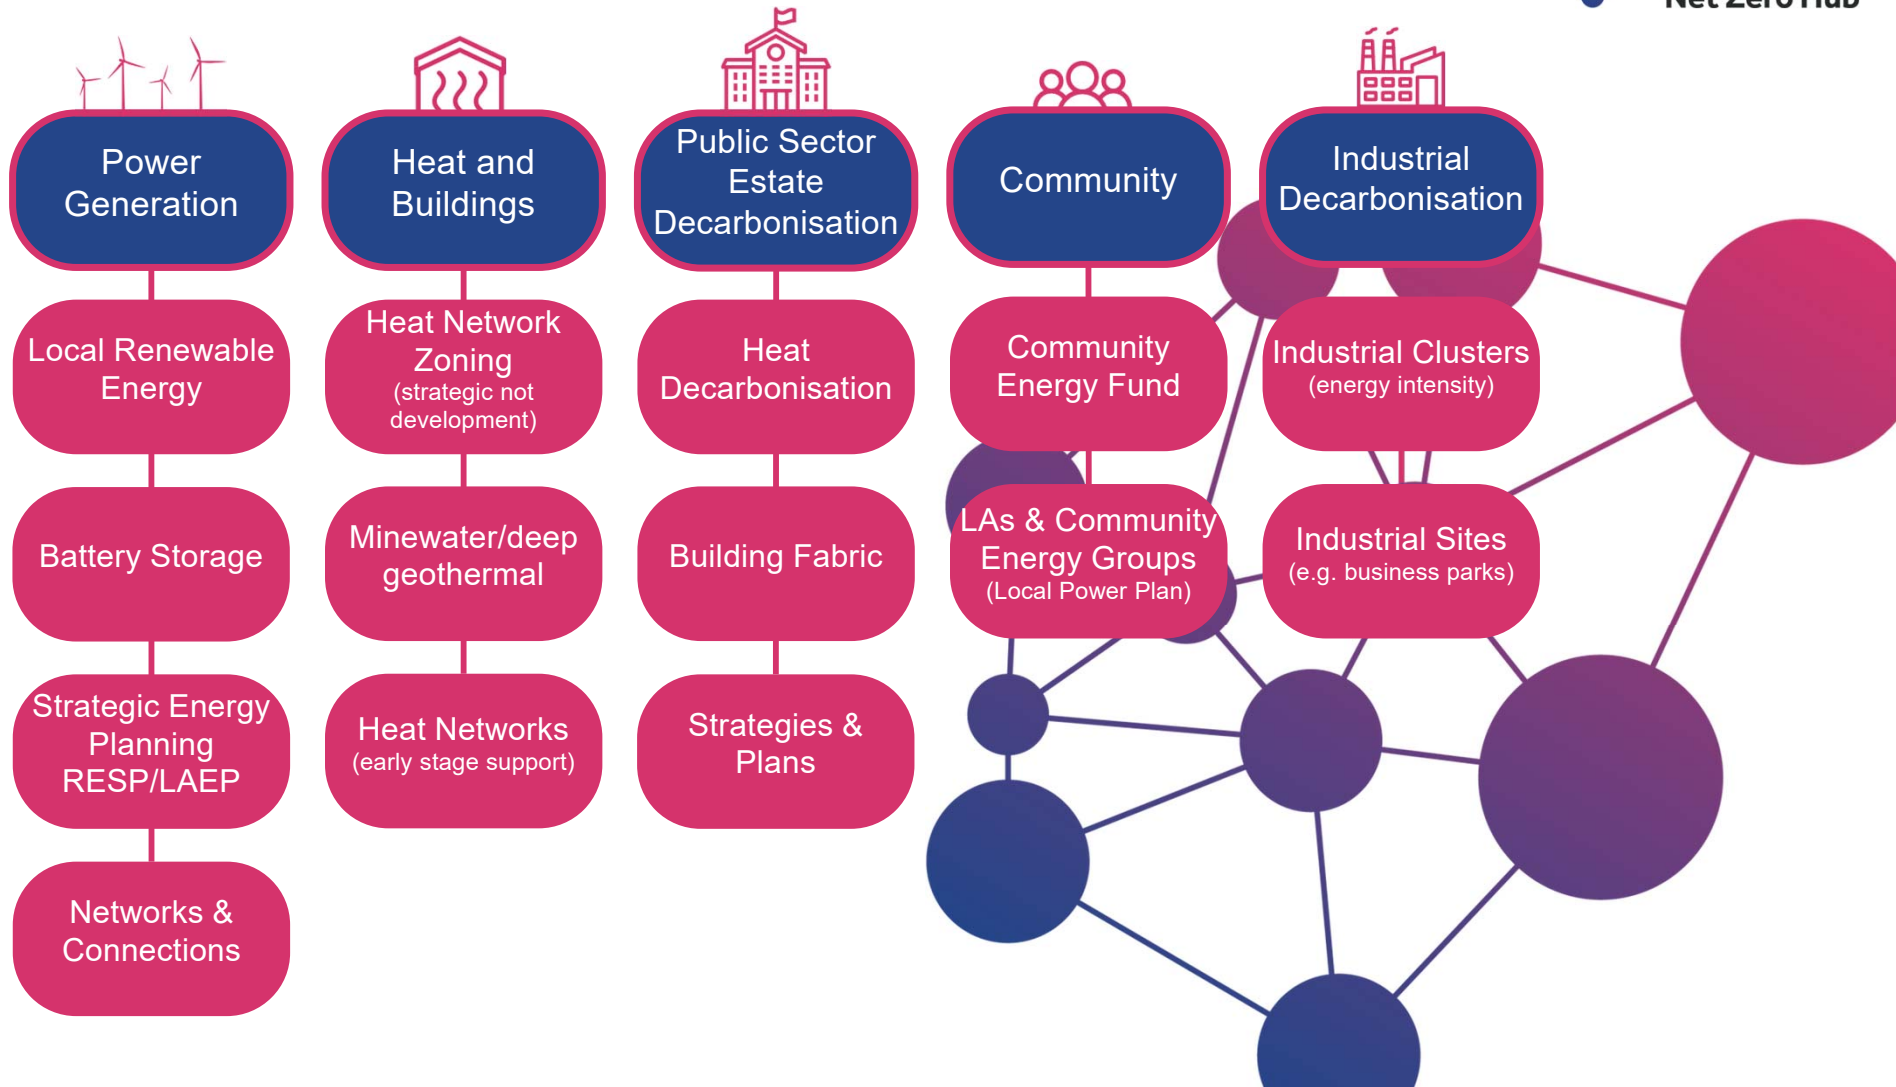 Net Zero Hub
Power
Generation
Local Renewable
Energy
Battery Storage
Strategic Energy
Planning
RESP/LAEP
Networks &
Connections
Heat and
Buildings
Heat Network
Zoning
(strategic not
development)
Minewater/deep
geothermal
Heat Networks
(early stage support)
Public Sector
Estate
Decarbonisation
Heat
Decarbonisation
Building Fabric
Strategies &
Plans
Community
Community
Energy Fund
LAs & Community
Energy Groups
(Local Power Plan)
Industrial
Decarbonisation
Industrial Clusters
(energy intensity)
Industrial Sites
(e.g. business parks)